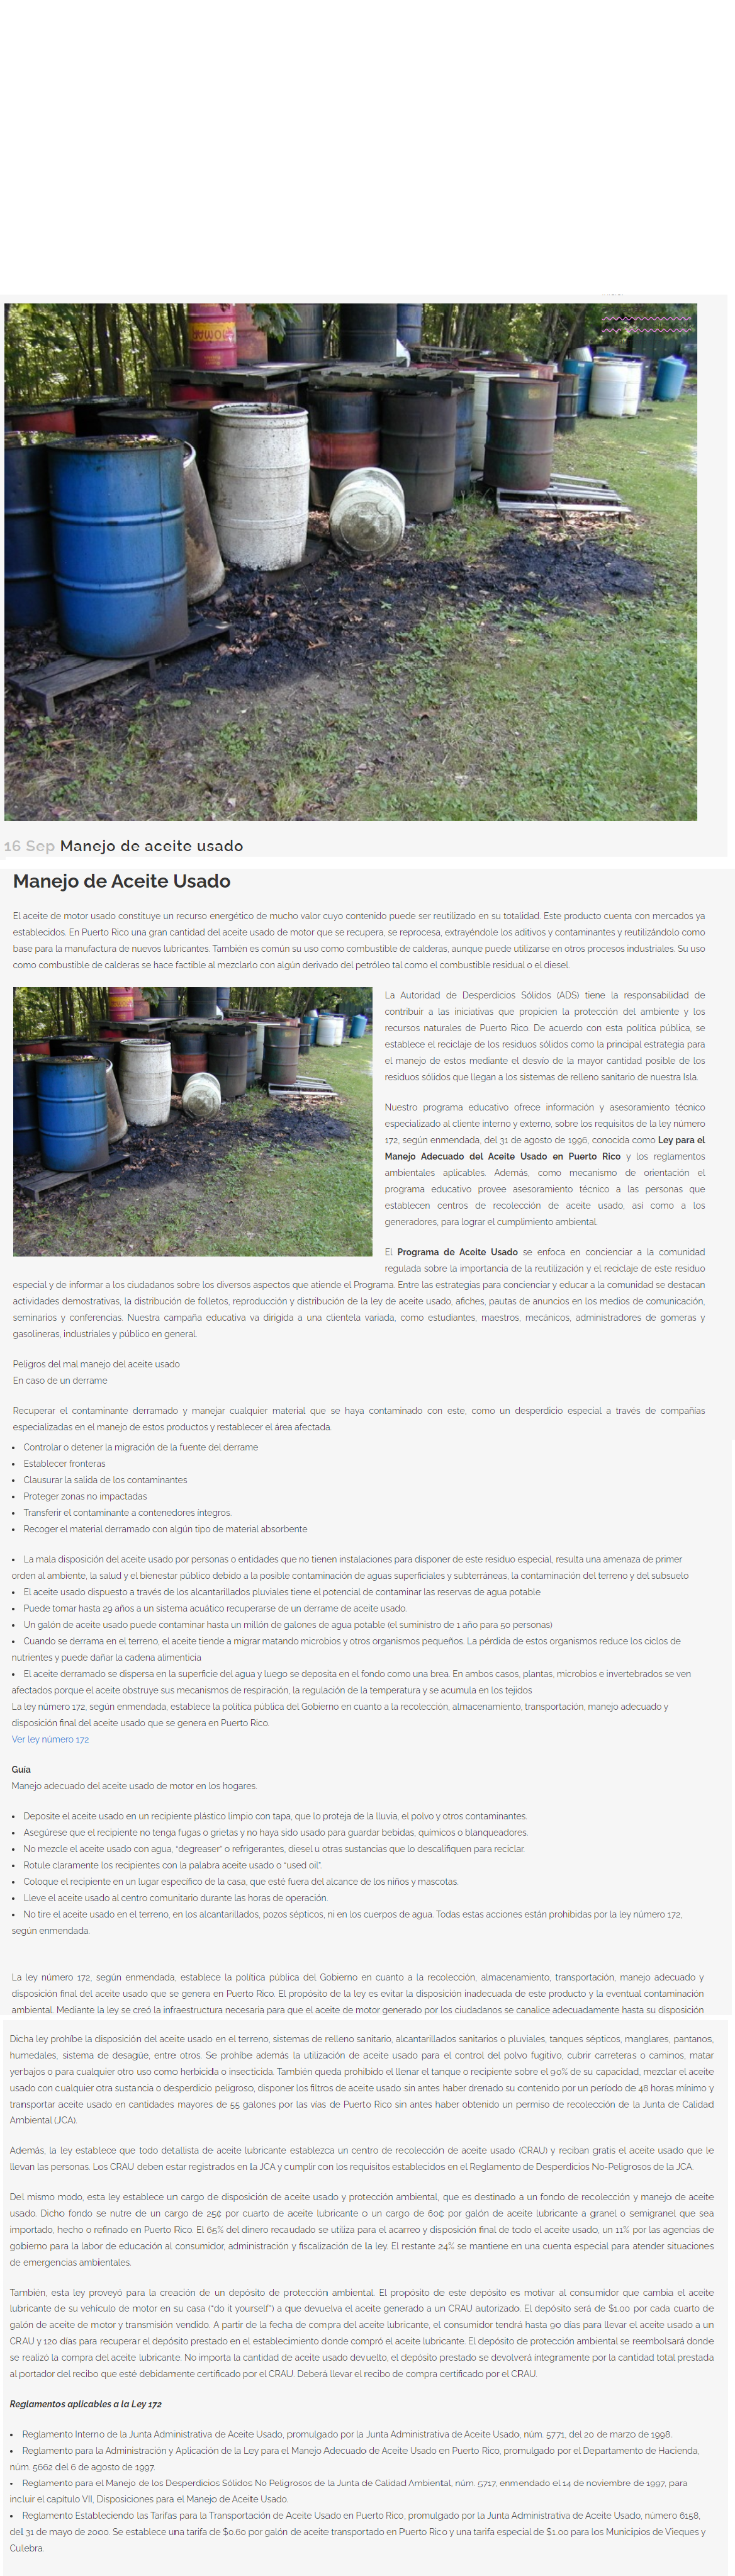 16 Sep Manejo de aceite usado
Manejo de Aceite Usado
El aceite de motor usado constituye un recurso energético de mucho valor cuyo contenido puede ser reutilizado en su totalidad. Este producto cuenta con mercados ya
establecidos. En Puerto Rico una gran cantidad del aceite usado de motor que se recupera, se reprocesa, extrayéndole los aditivos y contaminantes y reutilizándolo como
base para la manufactura de nuevos lubricantes. También es común su uso como combustible de calderas, aunque puede utilizarse en otros procesos industriales. Su uso
como combustible de calderas se hace factible al mezclarlo con algún derivado del petróleo tal como el combustible residual o el diesel.
La Autoridad de Desperdicios Sólidos (ADS) tiene la responsabilidad de
contribuir a las iniciativas que propicien la protección del ambiente y los
recursos naturales de Puerto Rico. De acuerdo con esta política pública, se
establece el reciclaje de los residuos sólidos como la principal estrategia para
el manejo de estos mediante el desvío de la mayor cantidad posible de los
residuos sólidos que llegan a los sistemas de relleno sanitario de nuestra Isla.
Nuestro programa educativo ofrece información y asesoramiento técnico
especializado al cliente interno y externo, sobre los requisitos de la ley número
172, según enmendada, del 31 de agosto de 1996, conocida como Ley para el
Manejo Adecuado del Aceite Usado en Puerto Rico y los reglamentos
ambientales aplicables. Además, como mecanismo de orientación el
programa educativo provee asesoramiento técnico a las personas que
establecen centros de recolección de aceite usado, así como a los
generadores, para lograr el cumplimiento ambiental.
El Programa de Aceite Usado se enfoca en concienciar a la comunidad
regulada sobre la importancia de la reutilización y el reciclaje de este residuo
especial y de informar a los ciudadanos sobre los diversos aspectos que atiende el Programa. Entre las estrategias para concienciar y educar a la comunidad se destacan
actividades demostrativas, la distribución de folletos, reproducción y distribución de la ley de aceite usado, afiches, pautas de anuncios en los medios de comunicación,
seminarios y conferencias. Nuestra campaña educativa va dirigida a una clientela variada, como estudiantes, maestros, mecánicos, administradores de gomeras y
gasolineras, industriales y público en general.
Peligros del mal manejo del aceite usado
En caso de un derrame
Recuperar el contaminante derramado y manejar cualquier material que se haya contaminado con este, como un desperdicio especial a través de compañías
especializadas en el manejo de estos productos y restablecer el área afectada.
• Controlar o detener la migración de la fuente del derrame
• Establecer fronteras
• Clausurar la salida de los contaminantes
• Proteger zonas no impactadas
• Transferir el contaminante a contenedores íntegros.
• Recoger el material derramado con algún tipo de material absorbente
• La mala disposición del aceite usado por personas o entidades que no tienen instalaciones para disponer de este residuo especial, resulta una amenaza de primer
orden al ambiente, la salud y el bienestar público debido a la posible contaminación de aguas superficiales y subterráneas, la contaminación del terreno y del subsuelo
• El aceite usado dispuesto a través de los alcantarillados pluviales tiene el potencial de contaminar las reservas de agua potable
• Puede tomar hasta 29 años a un sistema acuático recuperarse de un derrame de aceite usado.
• Un galón de aceite usado puede contaminar hasta un millón de galones de agua potable (el suministro de 1 año para 50 personas)
• Cuando se derrama en el terreno, el aceite tiende a migrar matando microbios y otros organismos pequeños. La pérdida de estos organismos reduce los ciclos de
nutrientes y puede dañar la cadena alimenticia
• El aceite derramado se dispersa en la superficie del agua y luego se deposita en el fondo como una brea. En ambos casos, plantas, microbios e invertebrados se ven
afectados porque el aceite obstruye sus mecanismos de respiración, la regulación de la temperatura y se acumula en los tejidos
La ley número 172, según enmendada, establece la política pública del Gobierno en cuanto a la recolección, almacenamiento, transportación, manejo adecuado y
disposición final del aceite usado que se genera en Puerto Rico.
Ver ley número 172
Guía
Manejo adecuado del aceite usado de motor en los hogares.
• Deposite el aceite usado en un recipiente plástico limpio con tapa, que lo proteja de la lluvia, el polvo y otros contaminantes.
• Asegúrese que el recipiente no tenga fugas o grietas y no haya sido usado para guardar bebidas, químicos o blanqueadores.
• No mezcle el aceite usado con agua, "degreaser" o refrigerantes, diesel u otras sustancias que lo descalifiquen para reciclar.
• Rotule claramente los recipientes con la palabra aceite usado o "used oil".
• Coloque el recipiente en un lugar específico de la casa, que esté fuera del alcance de los niños y mascotas.
• Lleve el aceite usado al centro comunitario durante las horas de operación.
• No tire el aceite usado en el terreno, en los alcantarillados, pozos sépticos, ni en los cuerpos de agua. Todas estas acciones están prohibidas por la ley número 172,
según enmendada.
La ley número 172, según enmendada, establece la política pública del Gobierno en cuanto a la recolección, almacenamiento, transportación, manejo adecuado y
disposición final del aceite usado que se genera en Puerto Rico. El propósito de la ley es evitar la disposición inadecuada de este producto y la eventual contaminación
ambiental. Mediante la ley se creó la infraestructura necesaria para que el aceite de motor generado por los ciudadanos se canalice adecuadamente hasta su disposición
Dicha ley prohíbe la disposición del aceite usado en el terreno, sistemas de relleno sanitario, alcantarillados sanitarios o pluviales, tanques sépticos, manglares, pantanos,
humedales, sistema de desagüe, entre otros. Se prohíbe además la utilización de aceite usado para el control del polvo fugitivo, cubrir carreteras o caminos, matar
yerbajos o para cualquier otro uso como herbicida o insecticida. También queda prohibido el llenar el tanque o recipiente sobre el 90% de su capacidad, mezclar el aceite
usado con cualquier otra sustancia o desperdicio peligroso, disponer los filtros de aceite usado sin antes haber drenado su contenido por un período de 48 horas mínimo y
transportar aceite usado en cantidades mayores de 55 galones por las vías de Puerto Rico sin antes haber obtenido un permiso de recolección de la Junta de Calidad
Ambiental (JCA).
Además, la ley establece que todo detallista de aceite lubricante establezca un centro de recolección de aceite usado (CRAU) y reciban gratis el aceite usado que le
llevan las personas. Los CRAU deben estar registrados en la JCA y cumplir con los requisitos establecidos en el Reglamento de Desperdicios No-Peligrosos de la JCA.
Del mismo modo, esta ley establece un cargo de disposición de aceite usado y protección ambiental, que es destinado a un fondo de recolección y manejo de aceite
usado. Dicho fondo se nutre de un cargo de 25¢ por cuarto de aceite lubricante o un cargo de 60¢ por galón de aceite lubricante a granel o semigranel que sea
importado, hecho o refinado en Puerto Rico. El 65% del dinero recaudado se utiliza para el acarreo y disposición final de todo el aceite usado, un 11% por las agencias de
gobierno para la labor de educación al consumidor, administración y fiscalización de la ley. El restante 24% se mantiene en una cuenta especial para atender situaciones
de emergencias ambientales.
También, esta ley proveyó para la creación de un depósito de protección ambiental. El propósito de este depósito es motivar al consumidor que cambia el aceite
lubricante de su vehículo de motor en su casa ("do it yourself") a que devuelva el aceite generado a un CRAU autorizado. El depósito será de $1.00 por cada cuarto de
galón de aceite de motor y transmisión vendido. A partir de la fecha de compra del aceite lubricante, el consumidor tendrá hasta 90 días para llevar el aceite usado a un
CRAU y 120 días para recuperar el depósito prestado en el establecimiento donde compró el aceite lubricante. El depósito de protección ambiental se reembolsará donde
se realizó la compra del aceite lubricante. No importa la cantidad de aceite usado devuelto, el depósito prestado se devolverá íntegramente por la cantidad total prestada
al portador del recibo que esté debidamente certificado por el CRAU. Deberá llevar el recibo de compra certificado por el CRAU.
Reglamentos aplicables a la Ley 172
• Reglamento Interno de la Junta Administrativa de Aceite Usado, promulgado por la Junta Administrativa de Aceite Usado, núm. 5771, del 20 de marzo de 1998.
• Reglamento para la Administración y Aplicación de la Ley para el Manejo Adecuado de Aceite Usado en Puerto Rico, promulgado por el Departamento de Hacienda,
núm. 5662 del 6 de agosto de 1997.
• Reglamento para el Manejo de los Desperdicios Sólidos No Peligrosos de la Junta de Calidad Ambiental, núm. 5717, enmendado el 14 de noviembre de 1997, para
incluir el capítulo VII, Disposiciones para el Manejo de Aceite Usado.
• Reglamento Estableciendo las Tarifas para la Transportación de Aceite Usado en Puerto Rico, promulgado por la Junta Administrativa de Aceite Usado, número 6158,
del 31 de mayo de 2000. Se establece una tarifa de $0.60 por galón de aceite transportado en Puerto Rico y una tarifa especial de $1.00 para los Municipios de Vieques y
Culebra.